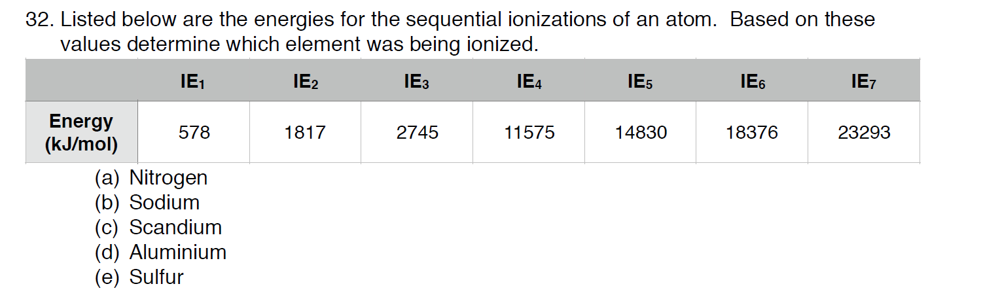 32. Listed below are the energies for the sequential ionizations of an atom. Based on these
values determine which element was being ionized.
IE₁ IE₂ IE₃ IE₄ IE₅ IE₆ IE₇
Energy
(kJ/mol) 578 1817 2745 11575 14830 18376 23293
(a) Nitrogen
(b) Sodium
(c) Scandium
(d) Aluminium
(e) Sulfur